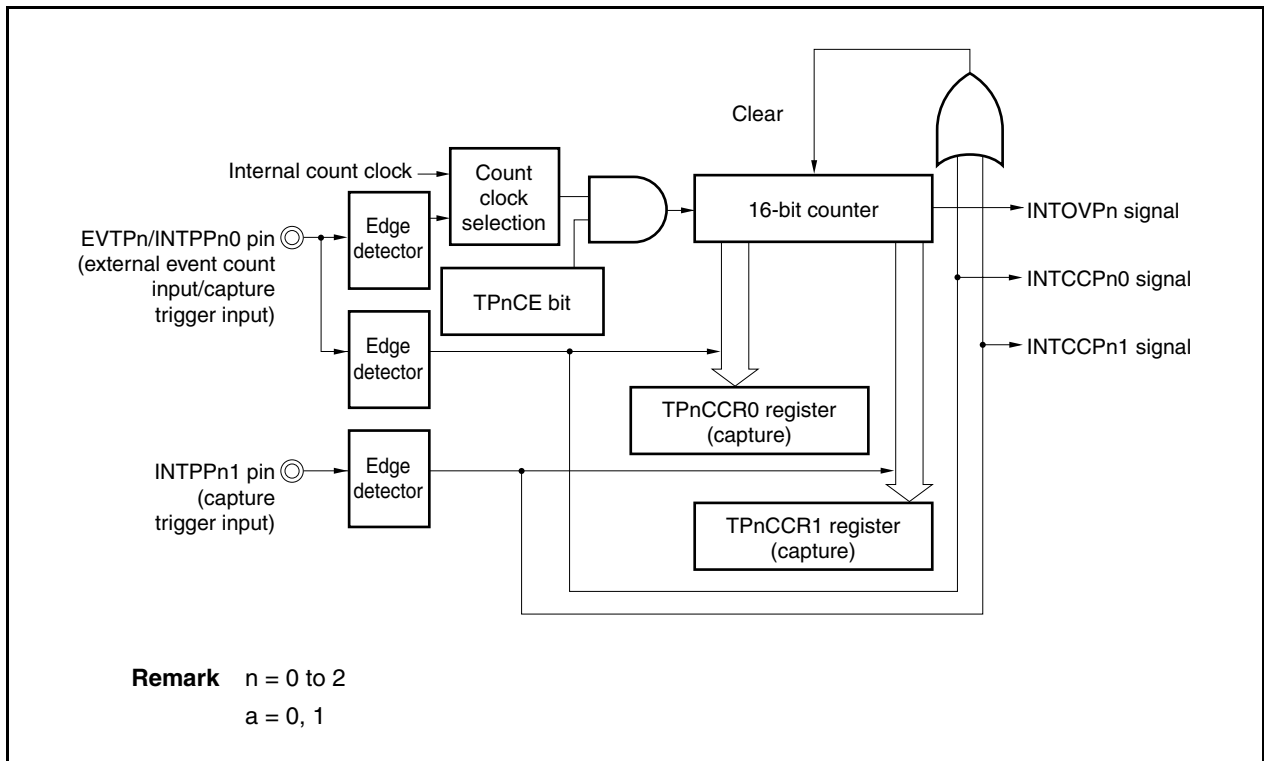 Clear
Internal count clock
Count
clock
selection
Edge
detector
16-bit counter
INTOVPn signal
EVTPn/INTPPn0 pin
(external event count
input/capture
trigger input)
TPnCE bit
INTCCPn0 signal
Edge
detector
INTCCPn1 signal
TPnCCR0 register
(capture)
INTPPn1 pin
(capture
trigger input)
Edge
detector
TPnCCR1 register
(capture)
Remark n = 0 to 2
a = 0, 1